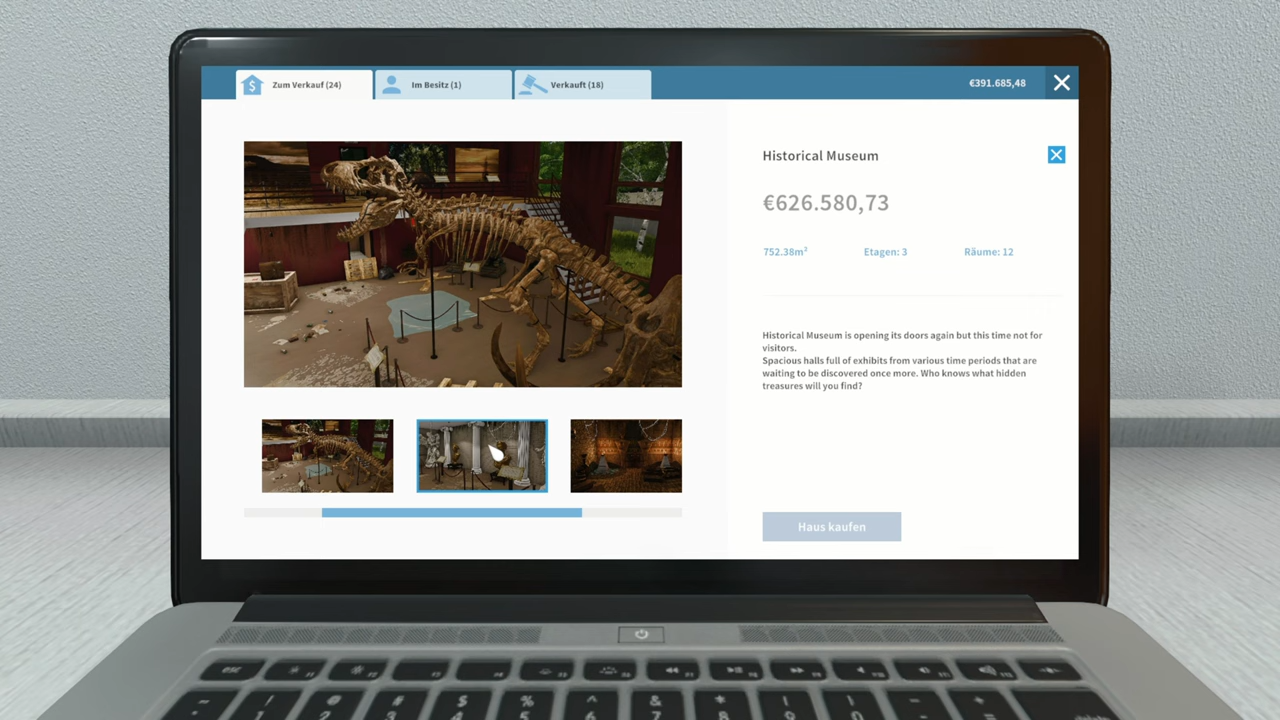 Zum Verkauf (24)
Im Besitz (1)
Verkauft (18)
€391.685,48
Historical Museum
€626.580,73
752.38m²
Etagen: 3
Räume: 12
Historical Museum is opening its doors again but this time not for
visitors.
Spacious halls full of exhibits from various time periods that are
waiting to be discovered once more. Who knows what hidden
treasures will you find?
Haus kaufen
esc